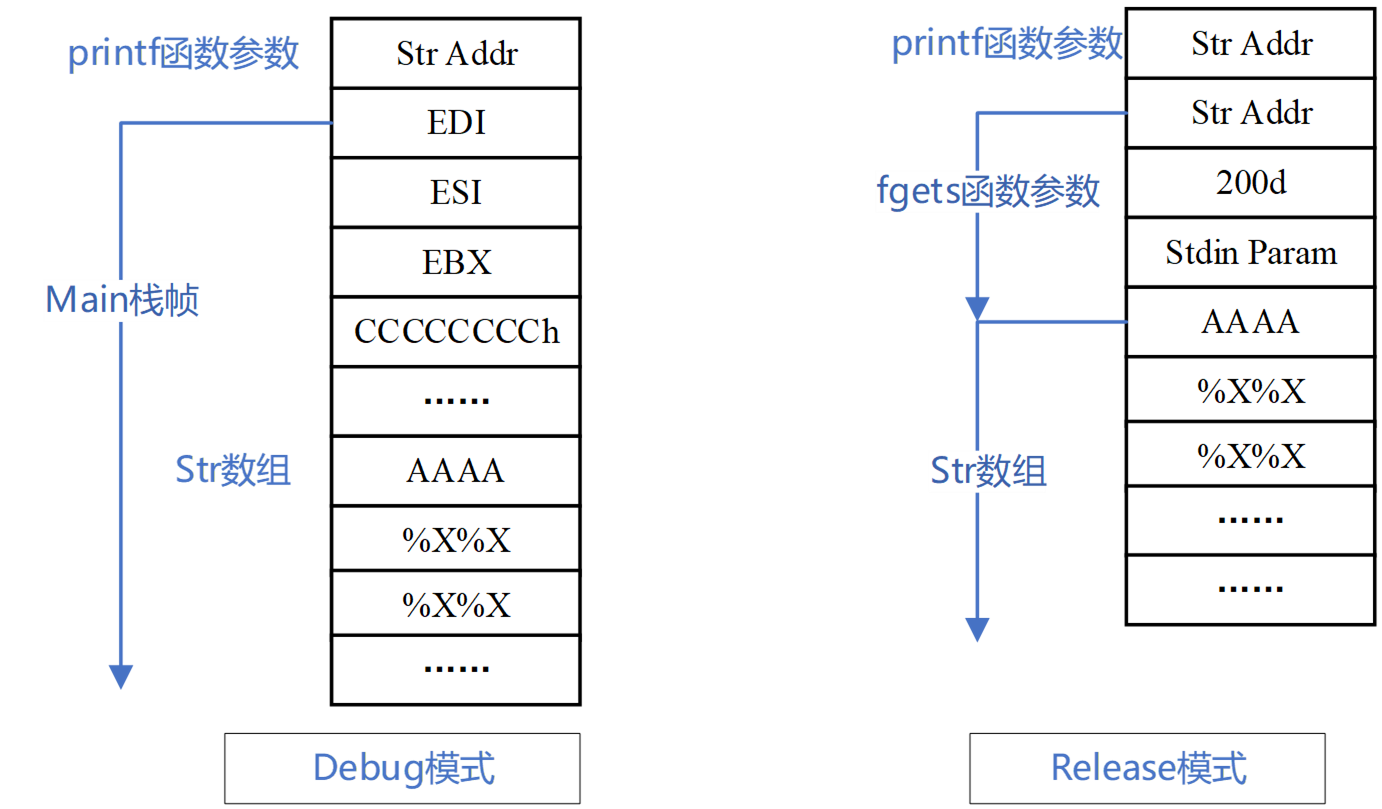 printf函数参数
Str Addr
EDI
ESI
EBX
Main栈帧
CCCCCCCCh
......
Str数组
AAAA
%X%X
%X%X
......
Debug模式
printf函数参数
Str Addr
Str Addr
fgets函数参数
200d
Stdin Param
AAAA
%X%X
Str数组
%X%X
......
......
Release模式